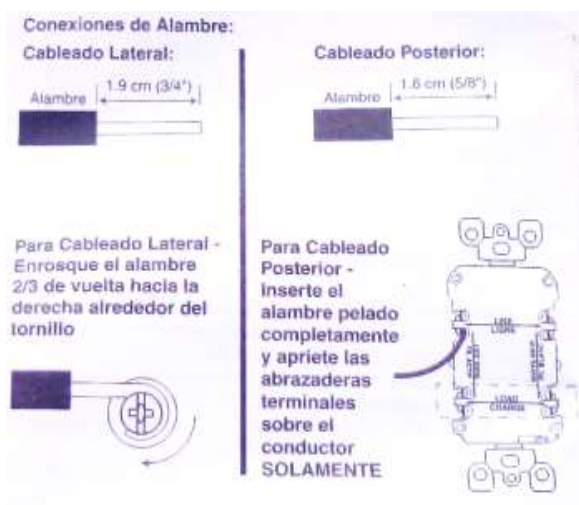 Conexiones de Alambre:
Cableado Lateral:
1.9 cm (3/4")
Alambre
Para Cableado Lateral -
Enrosque el alambre
2/3 de vuelta hacia la
derecha alrededor del
tornillo
Cableado Posterior:
1.6 cm (5/8")
Alambre
Para Cableado
Posterior -
inserte el
alambre pelado
completamente
y apriete las
abrazaderas
terminales
sobre el
conductor
SOLAMENTE
LINE
LIGNE
LOAD
CHARGE